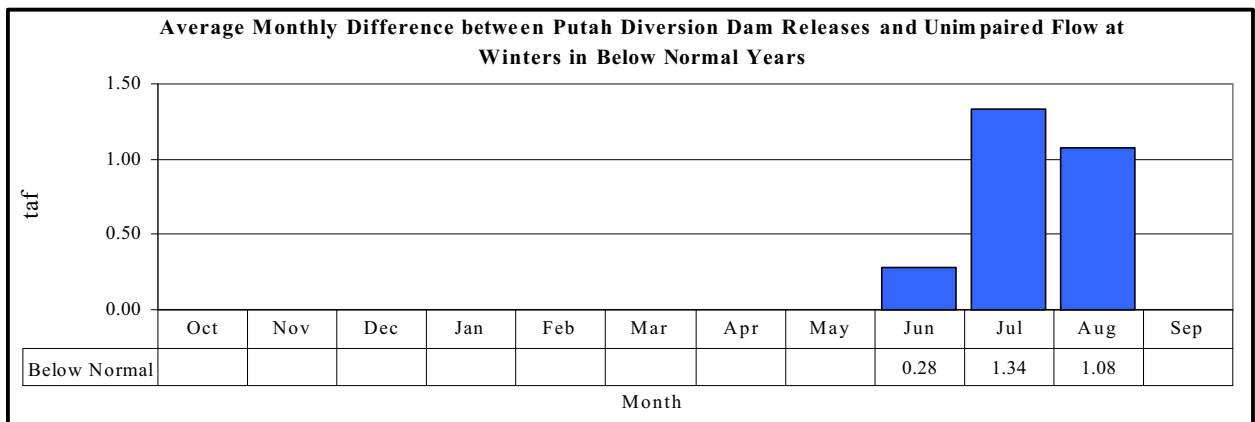 Average Monthly Difference between Putah Diversion Dam Releases and Unimpaired Flow at
Winters in Below Normal Years
1.50
1.00
0.50
0.00
taf
Oct Nov Dec Jan Feb Mar Apr May Jun Jul Aug Sep
Below Normal 0.28 1.34 1.08
Month